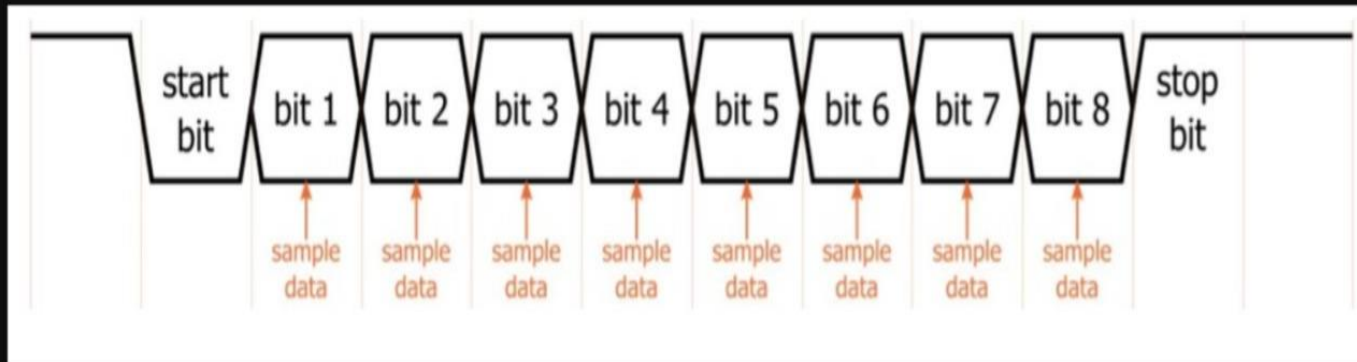 start
bit
bit 1
bit 2
bit 3
bit 4
bit 5
bit 6
bit 7
bit 8
stop
bit
sample
data
sample
data
sample
data
sample
data
sample
data
sample
data
sample
data
sample
data